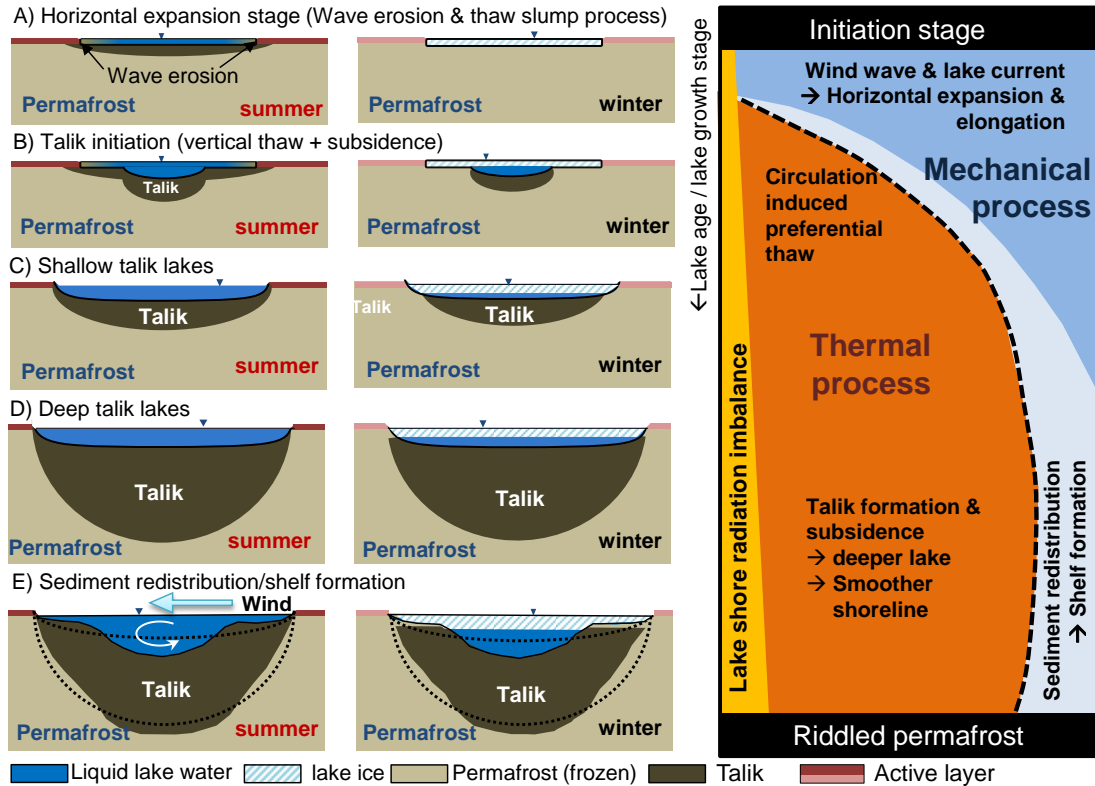 A) Horizontal expansion stage (Wave erosion & thaw slump process)
Wave erosion
Permafrost
summer
winter
B) Talik initiation (vertical thaw + subsidence)
Talik
Permafrost
summer
Permafrost
winter
C) Shallow talik lakes
Talik
Permafrost
summer
Talik
Talik
Permafrost
winter
D) Deep talik lakes
Talik
Permafrost
summer
Talik
Permafrost
winter
E) Sediment redistribution/shelf formation
Wind
Talik
Permafrost
summer
Talik
Permafrost
winter
Liquid lake water
lake ice
Permafrost (frozen)
Talik
Active layer
←Lake age / lake growth stage
Initiation stage
Wind wave & lake current
→ Horizontal expansion &
elongation
Mechanical
process
Circulation
induced
preferential
thaw
Thermal
process
Lake shore radiation imbalance
Talik formation &
subsidence
→ deeper lake
→ Smoother
shoreline
Sediment redistribution
→ Shelf formation
Riddled permafrost